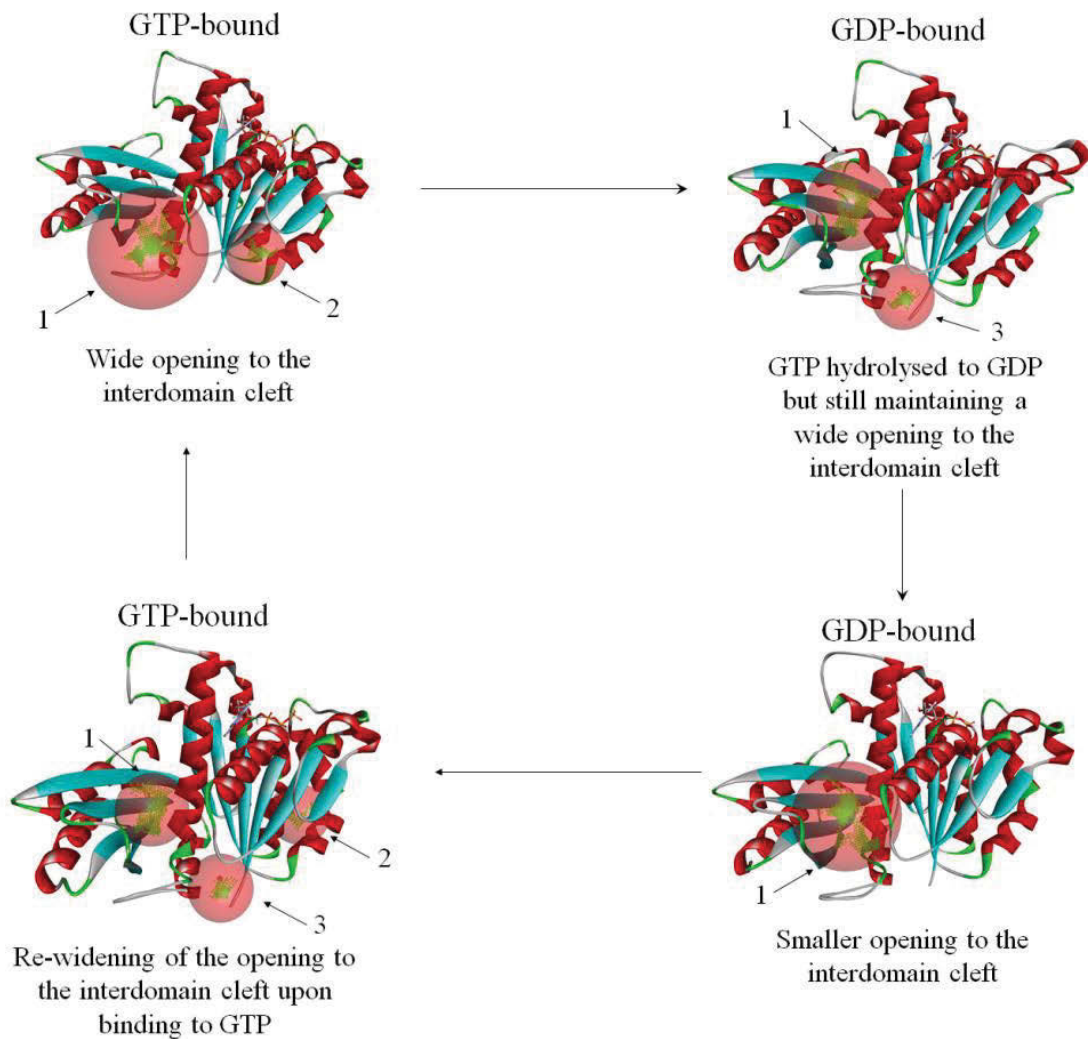 GTP-bound
1
2
Wide opening to the
interdomain cleft
GDP-bound
1
3
GTP hydrolysed to GDP
but still maintaining a
wide opening to the
interdomain cleft
GDP-bound
1
Smaller opening to the
interdomain cleft
GTP-bound
1
2
3
Re-widening of the opening to
the interdomain cleft upon
binding to GTP